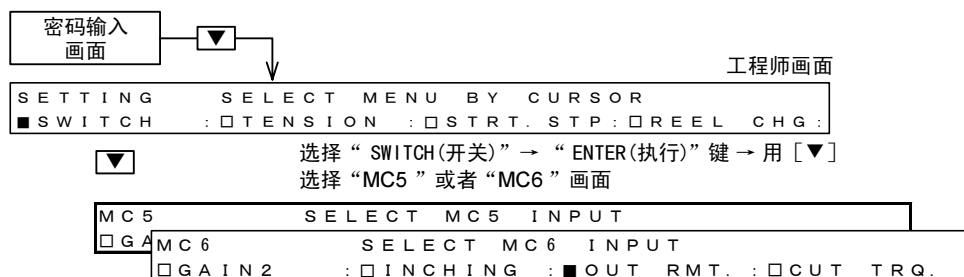 密码输入
画面
▼
工程师画面
SETTING SELECT MENU BY CURSOR
■SWITCH :□TENSION :□STRT. STP:□REEL CHG:
▼
选择“ SWITCH(开关)”→ “ ENTER(执行)”键 → 用［▼］
选择“MC5 ”或者“MC6 ”画面
MC5 SELECT MC5 INPUT
□GA
MC6 SELECT MC6 INPUT
□GAIN2 :□INCHING :■OUT RMT. :□CUT TRQ.